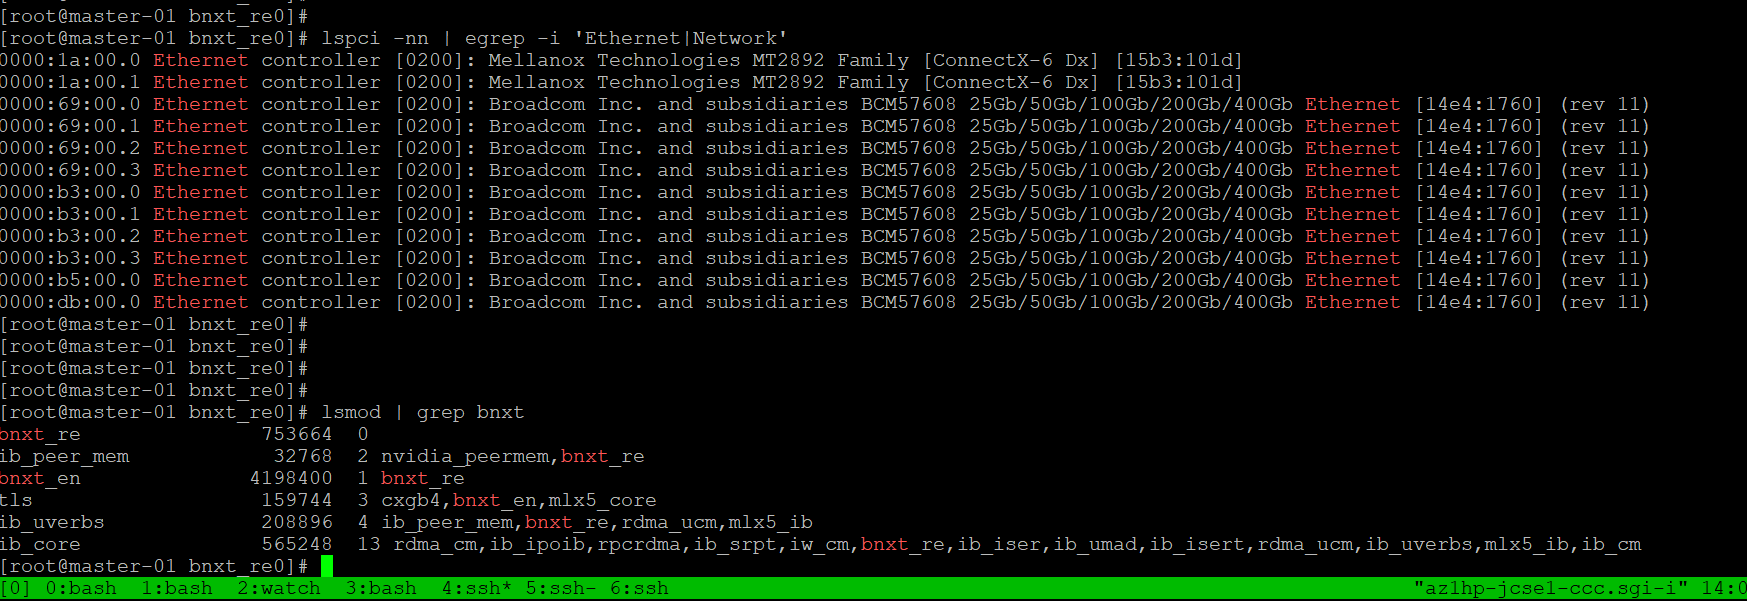 [root@master-01 bnxt_re0]#
[root@master-01 bnxt_re0]# lspci -nn | egrep -i 'Ethernet|Network'
0000:1a:00.0 Ethernet controller [0200]: Mellanox Technologies MT2892 Family [ConnectX-6 Dx] [15b3:101d]
0000:1a:00.1 Ethernet controller [0200]: Mellanox Technologies MT2892 Family [ConnectX-6 Dx] [15b3:101d]
0000:69:00.0 Ethernet controller [0200]: Broadcom Inc. and subsidiaries BCM57608 25Gb/50Gb/100Gb/200Gb/400Gb Ethernet [14e4:1760] (rev 11)
0000:69:00.1 Ethernet controller [0200]: Broadcom Inc. and subsidiaries BCM57608 25Gb/50Gb/100Gb/200Gb/400Gb Ethernet [14e4:1760] (rev 11)
0000:69:00.2 Ethernet controller [0200]: Broadcom Inc. and subsidiaries BCM57608 25Gb/50Gb/100Gb/200Gb/400Gb Ethernet [14e4:1760] (rev 11)
0000:69:00.3 Ethernet controller [0200]: Broadcom Inc. and subsidiaries BCM57608 25Gb/50Gb/100Gb/200Gb/400Gb Ethernet [14e4:1760] (rev 11)
0000:b3:00.0 Ethernet controller [0200]: Broadcom Inc. and subsidiaries BCM57608 25Gb/50Gb/100Gb/200Gb/400Gb Ethernet [14e4:1760] (rev 11)
0000:b3:00.1 Ethernet controller [0200]: Broadcom Inc. and subsidiaries BCM57608 25Gb/50Gb/100Gb/200Gb/400Gb Ethernet [14e4:1760] (rev 11)
0000:b3:00.2 Ethernet controller [0200]: Broadcom Inc. and subsidiaries BCM57608 25Gb/50Gb/100Gb/200Gb/400Gb Ethernet [14e4:1760] (rev 11)
0000:b3:00.3 Ethernet controller [0200]: Broadcom Inc. and subsidiaries BCM57608 25Gb/50Gb/100Gb/200Gb/400Gb Ethernet [14e4:1760] (rev 11)
0000:b5:00.0 Ethernet controller [0200]: Broadcom Inc. and subsidiaries BCM57608 25Gb/50Gb/100Gb/200Gb/400Gb Ethernet [14e4:1760] (rev 11)
0000:db:00.0 Ethernet controller [0200]: Broadcom Inc. and subsidiaries BCM57608 25Gb/50Gb/100Gb/200Gb/400Gb Ethernet [14e4:1760] (rev 11)
[root@master-01 bnxt_re0]#
[root@master-01 bnxt_re0]#
[root@master-01 bnxt_re0]#
[root@master-01 bnxt_re0]#
[root@master-01 bnxt_re0]# lsmod | grep bnxt
bnxt_re 753664 0
ib_peer_mem 32768 2 nvidia_peermem,bnxt_re
bnxt_en 4198400 1 bnxt_re
tls 159744 3 cxgb4,bnxt_en,mlx5_core
ib_uverbs 208896 4 ib_peer_mem,bnxt_re,rdma_ucm,mlx5_ib
ib_core 565248 13 rdma_cm,ib_ipoib,rpcrdma,ib_srpt,iw_cm,bnxt_re,ib_iser,ib_umad,ib_isert,rdma_ucm,ib_uverbs,mlx5_ib,ib_cm
[root@master-01 bnxt_re0]#
[0] 0:bash 1:bash 2:watch 3:bash 4:ssh* 5:ssh- 6:ssh "az1hp-jcse1-ccc.sgi-i" 14:0